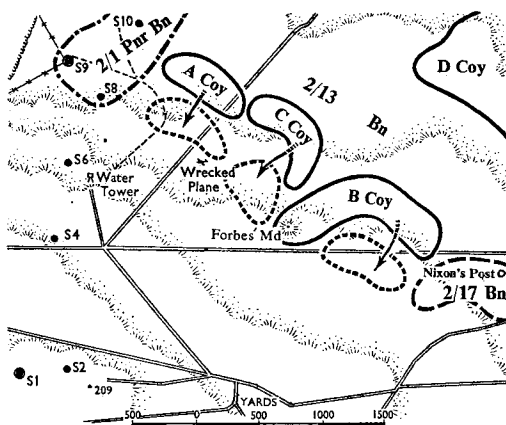 S10
2/1 Pnr Bn
S9
S8
A Coy
2/13
Bn
D Coy
C Coy
S6
Water
Tower
Wrecked
Plane
B Coy
S4
Forbes' Md
Nixon's Post
2/17 Bn
S1
S2
209
YARDS
500 0 500 1000 1500